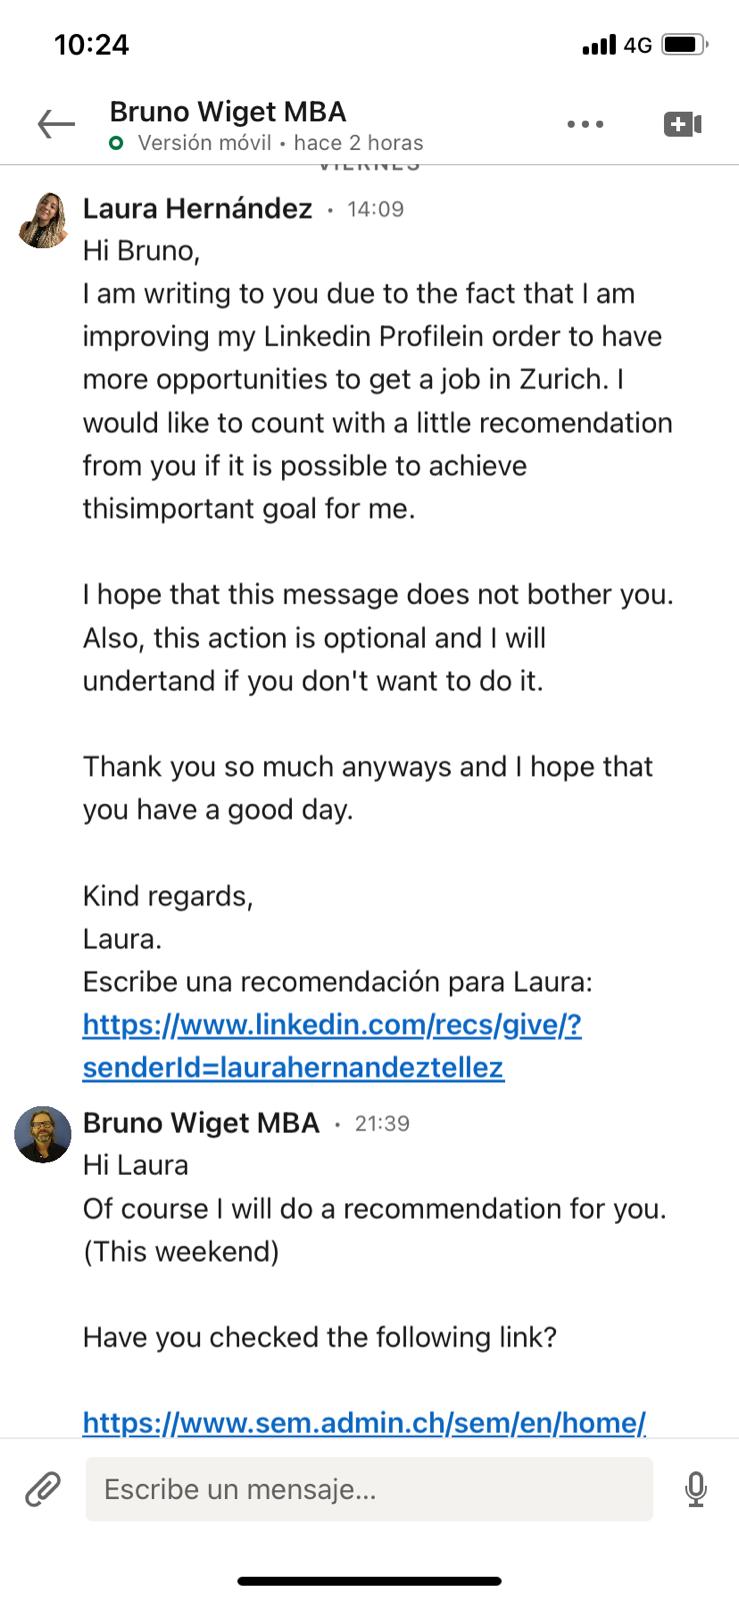 10:24
4G
Bruno Wiget MBA
Versión móvil • hace 2 horas
VIERNES
Laura Hernández • 14:09
Hi Bruno,
I am writing to you due to the fact that I am
improving my Linkedin Profilein order to have
more opportunities to get a job in Zurich. I
would like to count with a little recomendation
from you if it is possible to achieve
thisimportant goal for me.
I hope that this message does not bother you.
Also, this action is optional and I will
undertand if you don't want to do it.
Thank you so much anyways and I hope that
you have a good day.
Kind regards,
Laura.
Escribe una recomendación para Laura:
https://www.linkedin.com/recs/give/?
senderId=laurahernandeztellez
Bruno Wiget MBA • 21:39
Hi Laura
Of course I will do a recommendation for you.
(This weekend)
Have you checked the following link?
https://www.sem.admin.ch/sem/en/home/
Escribe un mensaje...